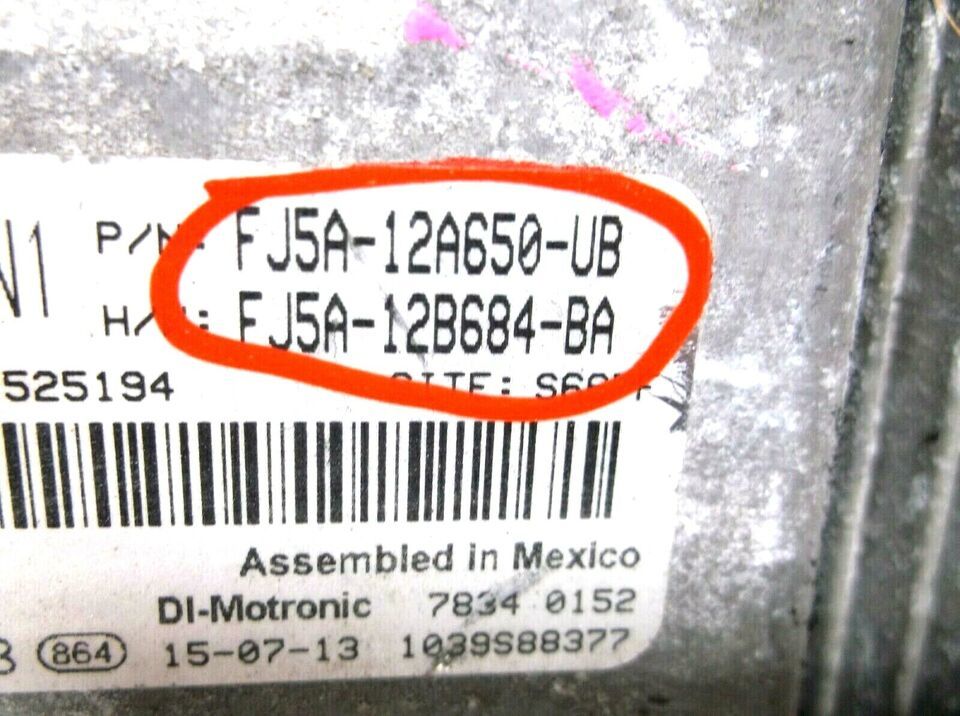 N1 P/N: FJ5A-12A650-UB
H/N: FJ5A-12B684-BA
525194 SITE:
Assembled in Mexico
DI-Motronic 7834 0152
864 15-07-13 1039S88377